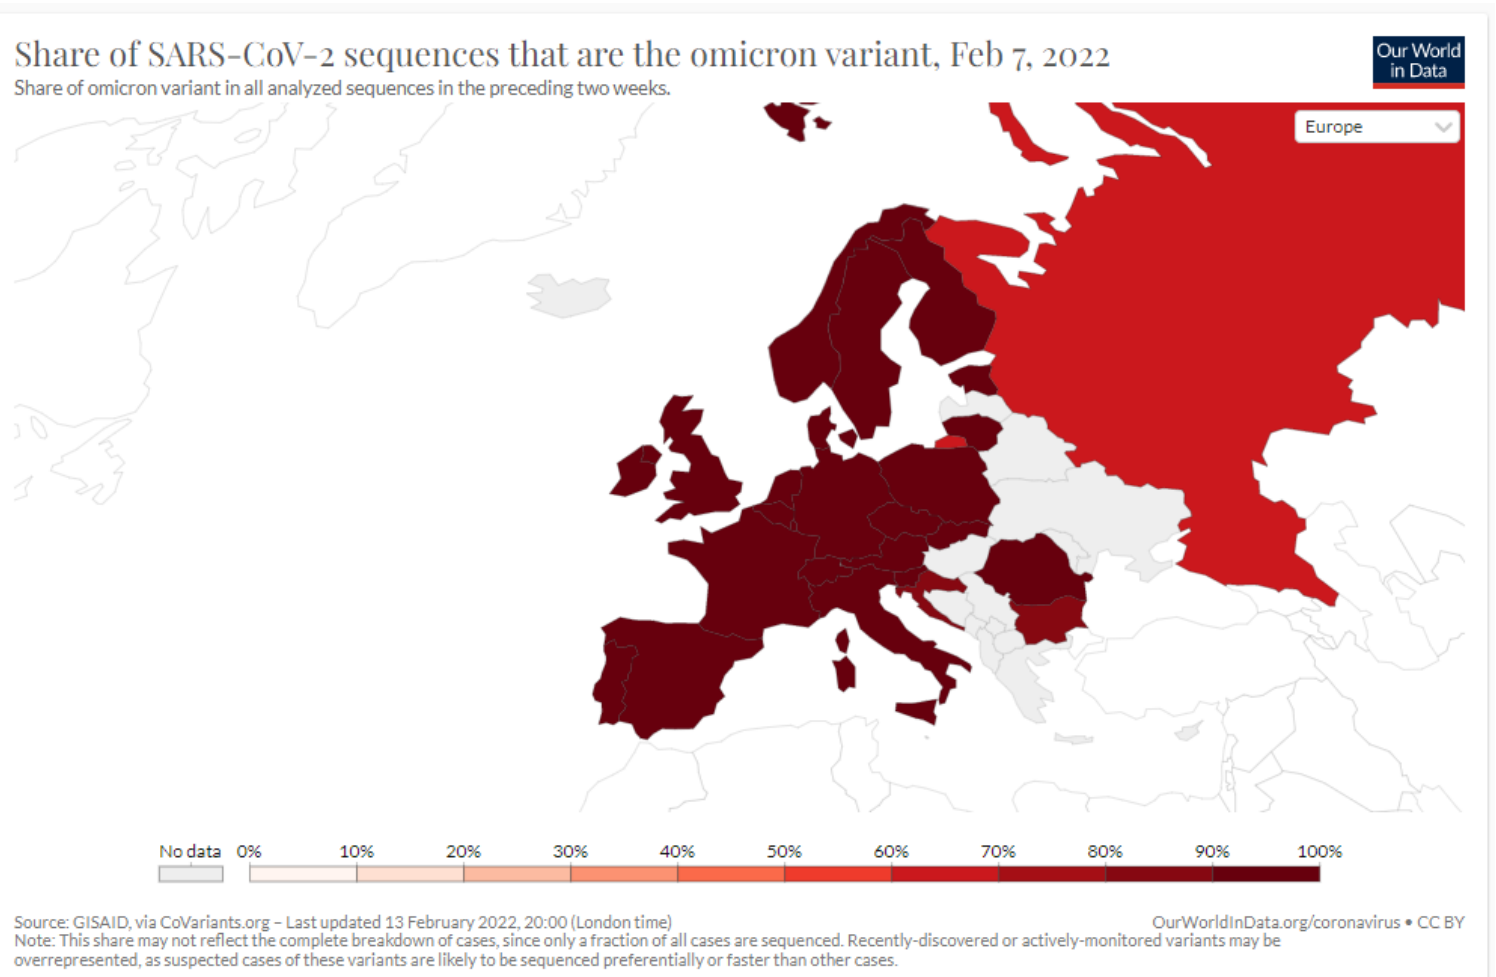 Share of SARS-CoV-2 sequences that are the omicron variant, Feb 7, 2022
Share of omicron variant in all analyzed sequences in the preceding two weeks.
Our World
in Data
Europe
No data 0% 10% 20% 30% 40% 50% 60% 70% 80% 90% 100%
Source: GISAID, via CoVariants.org – Last updated 13 February 2022, 20:00 (London time)
OurWorldInData.org/coronavirus • CC BY
Note: This share may not reflect the complete breakdown of cases, since only a fraction of all cases are sequenced. Recently-discovered or actively-monitored variants may be
overrepresented, as suspected cases of these variants are likely to be sequenced preferentially or faster than other cases.